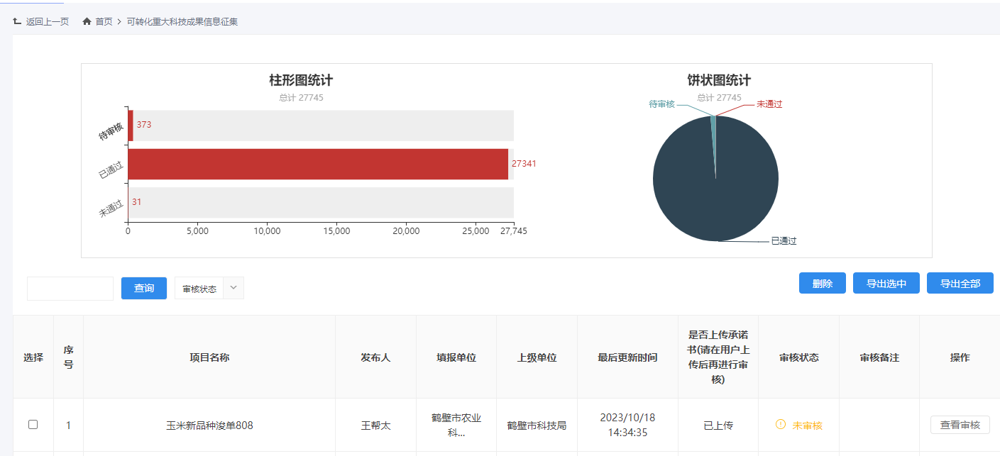 返回上一页 首页 > 可转化重大科技成果信息征集
柱形图统计
总计 27745
待审核 373
已通过 27341
未通过 31
0 5,000 10,000 15,000 20,000 25,000 27,745
饼状图统计
总计 27745
待审核 未通过
已通过
查询 审核状态
删除 导出选中 导出全部
选择
序
号
项目名称
发布人
填报单位
上级单位
最后更新时间
是否上传承诺
书(请在用户上
传后再进行审
核)
审核状态
审核备注
操作
1
玉米新品种浚单808
王帮太
鹤壁市农业
科...
鹤壁市科技局
2023/10/18
14:34:35
已上传
未审核
查看审核